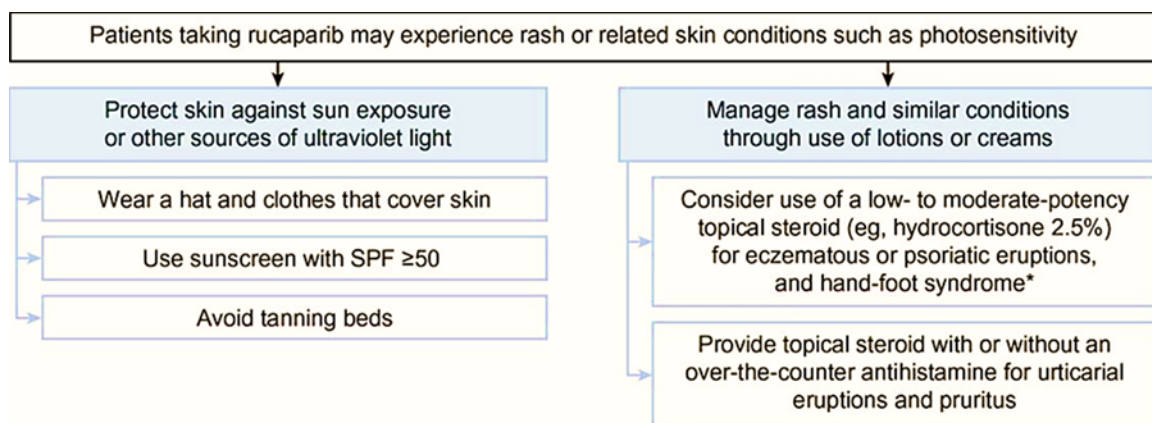 Patients taking rucaparib may experience rash or related skin conditions such as photosensitivity
Protect skin against sun exposure
or other sources of ultraviolet light
Wear a hat and clothes that cover skin
Use sunscreen with SPF ≥50
Avoid tanning beds
Manage rash and similar conditions
through use of lotions or creams
Consider use of a low- to moderate-potency
topical steroid (eg, hydrocortisone 2.5%)
for eczematous or psoriatic eruptions,
and hand-foot syndrome*
Provide topical steroid with or without an
over-the-counter antihistamine for urticarial
eruptions and pruritus